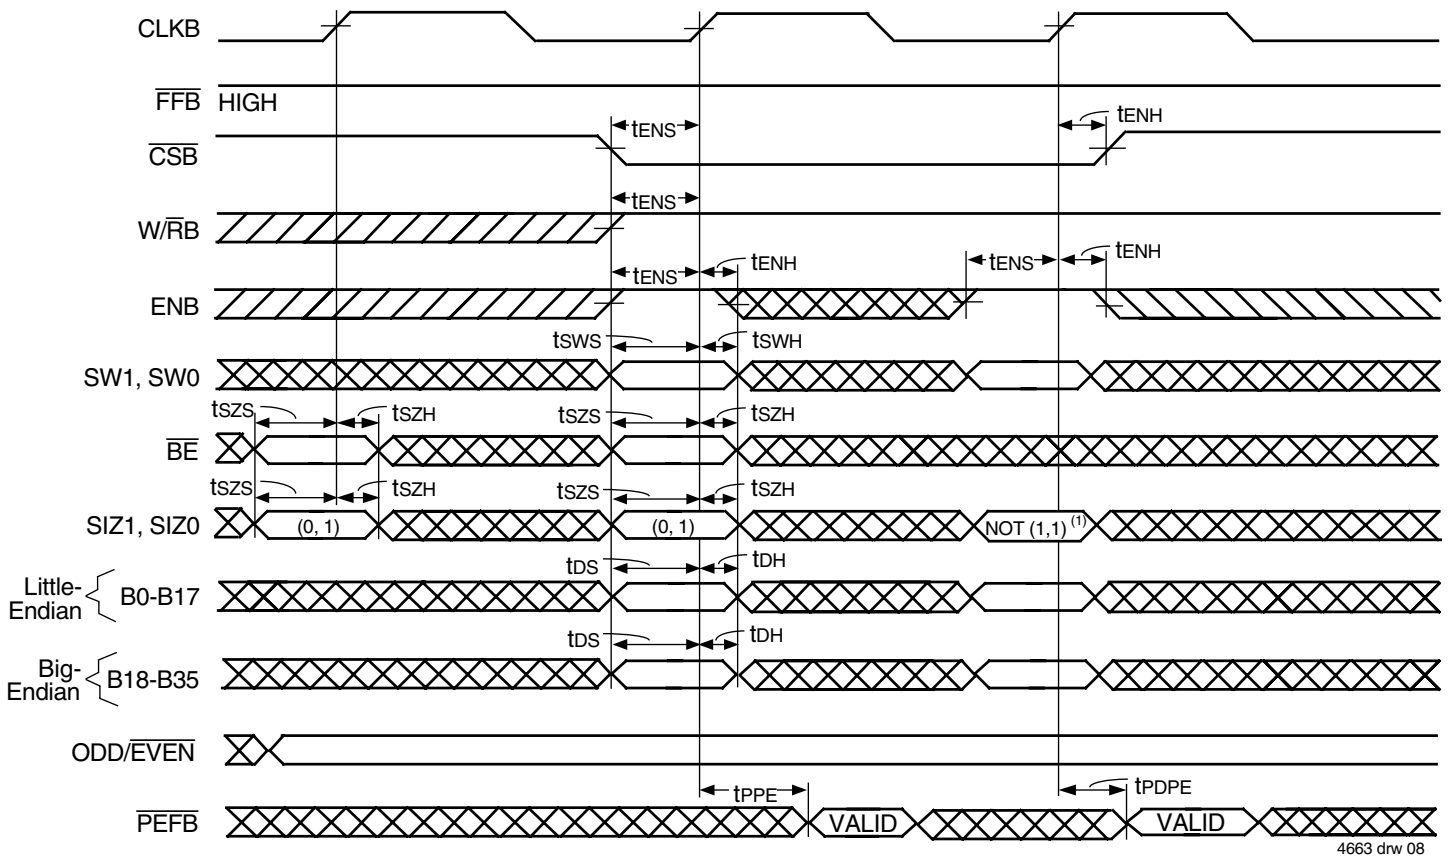 CLKB
FFB HIGH
tENS
tENH
CSB
tENS
W/RB
tENS
tENH
tENS
tENH
ENB
tSWS
tSWH
SW1, SW0
tSZS
tSZH
tSZS
tSZH
BE
tSZS
tSZH
tSZS
tSZH
SIZ1, SIZ0
(0, 1)
(0, 1)
NOT (1,1) (1)
tDS
tDH
Little-
Endian
B0-B17
tDS
tDH
Big-
Endian
B18-B35
ODD/EVEN
tPPE
tPDPE
PEFB
VALID
VALID
4663 drw 08